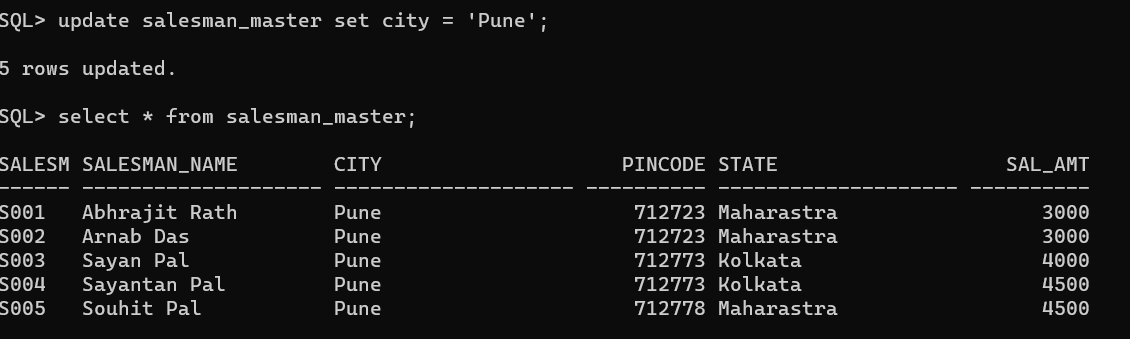 SQL> update salesman_master set city = 'Pune';
5 rows updated.
SQL> select * from salesman_master;
SALESM SALESMAN_NAME        CITY                    PINCODE STATE                   SAL_AMT
------ -------------------- -------------------- ---------- -------------------- ----------
S001   Abhrajit Rath        Pune                     712723 Maharastra                 3000
S002   Arnab Das            Pune                     712723 Maharastra                 3000
S003   Sayan Pal            Pune                     712773 Kolkata                    4000
S004   Sayantan Pal         Pune                     712773 Kolkata                    4500
S005   Souhit Pal           Pune                     712778 Maharastra                 4500